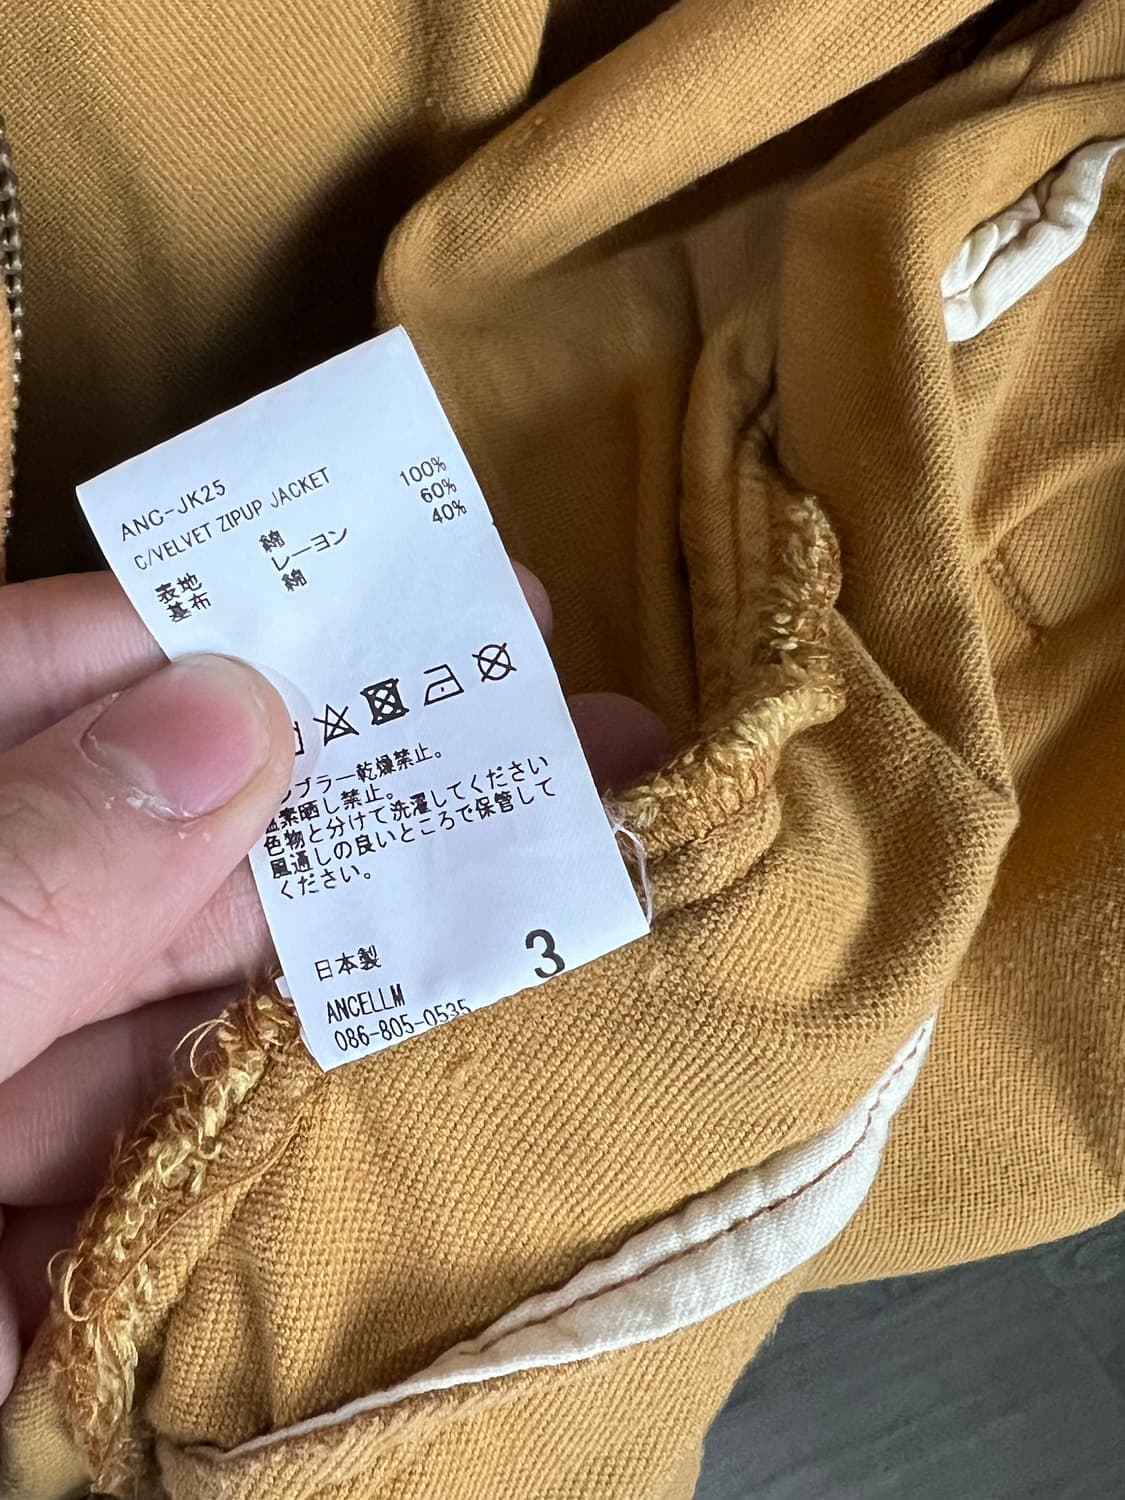 ANC-JK25
C/VELVET ZIPUP JACKET
表地 綿 100%
基布 レーヨン 60%
綿 40%
ンブラー乾燥禁止。
塩素晒し禁止。
色物と分けて洗濯してください
風通しの良いところで保管して
ください。
日本製 3
ANCELLM
086-805-0535